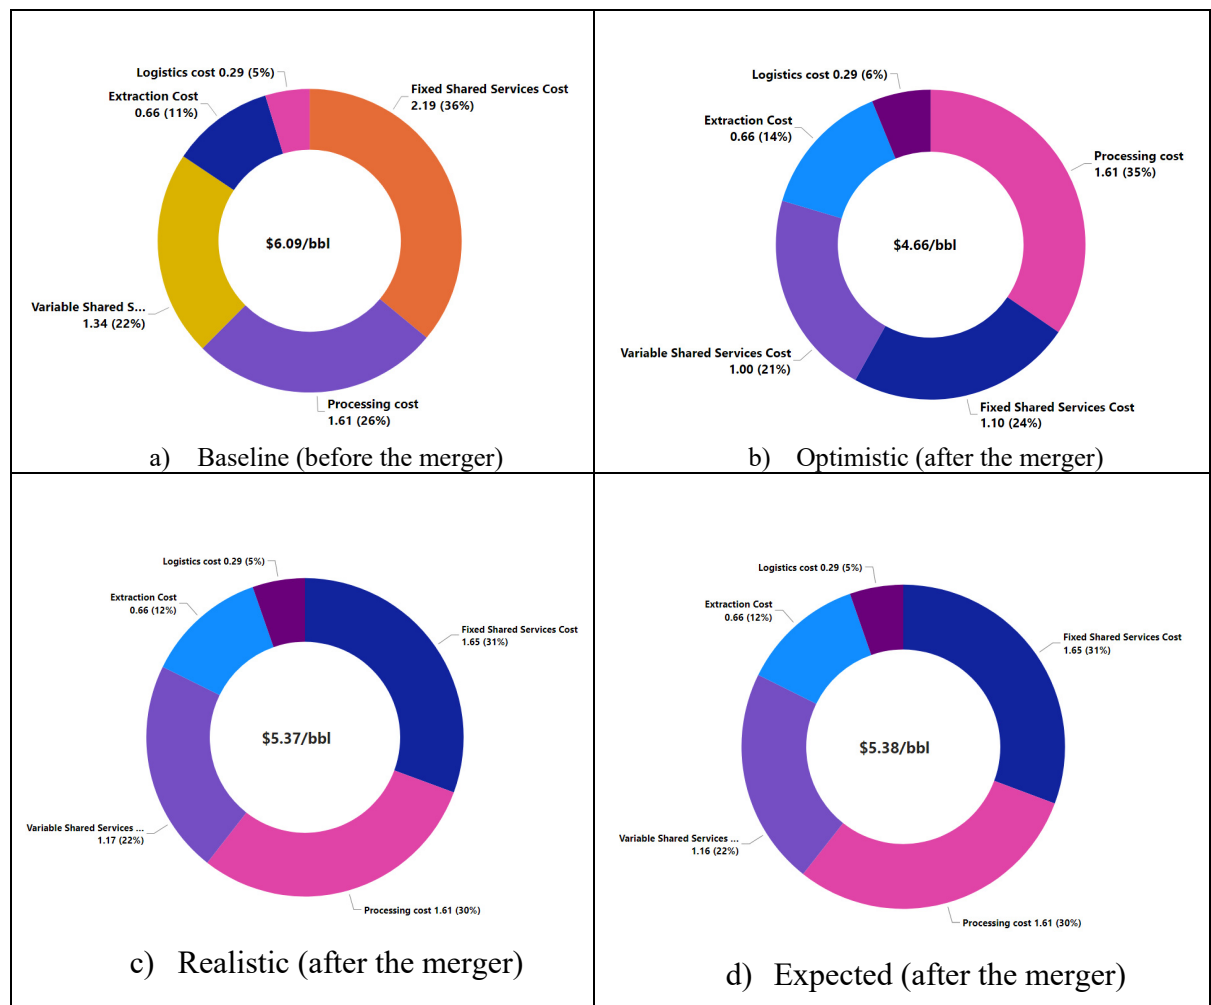 Logistics cost 0.29 (5%)
Extraction Cost
0.66 (11%)
Fixed Shared Services Cost
2.19 (36%)
$6.09/bbl
Variable Shared S...
1.34 (22%)
Processing cost
1.61 (26%)
a) Baseline (before the merger)
Logistics cost 0.29 (6%)
Extraction Cost
0.66 (14%)
Processing cost
1.61 (35%)
$4.66/bbl
Variable Shared Services Cost
1.00 (21%)
Fixed Shared Services Cost
1.10 (24%)
b) Optimistic (after the merger)
Logistics cost 0.29 (5%)
Extraction Cost
0.66 (12%)
Fixed Shared Services Cost
1.65 (31%)
$5.37/bbl
Variable Shared Services ...
1.17 (22%)
Processing cost 1.61 (30%)
c) Realistic (after the merger)
Logistics cost 0.29 (5%)
Extraction Cost
0.66 (12%)
Fixed Shared Services Cost
1.65 (31%)
$5.38/bbl
Variable Shared Services ...
1.16 (22%)
Processing cost 1.61 (30%)
d) Expected (after the merger)